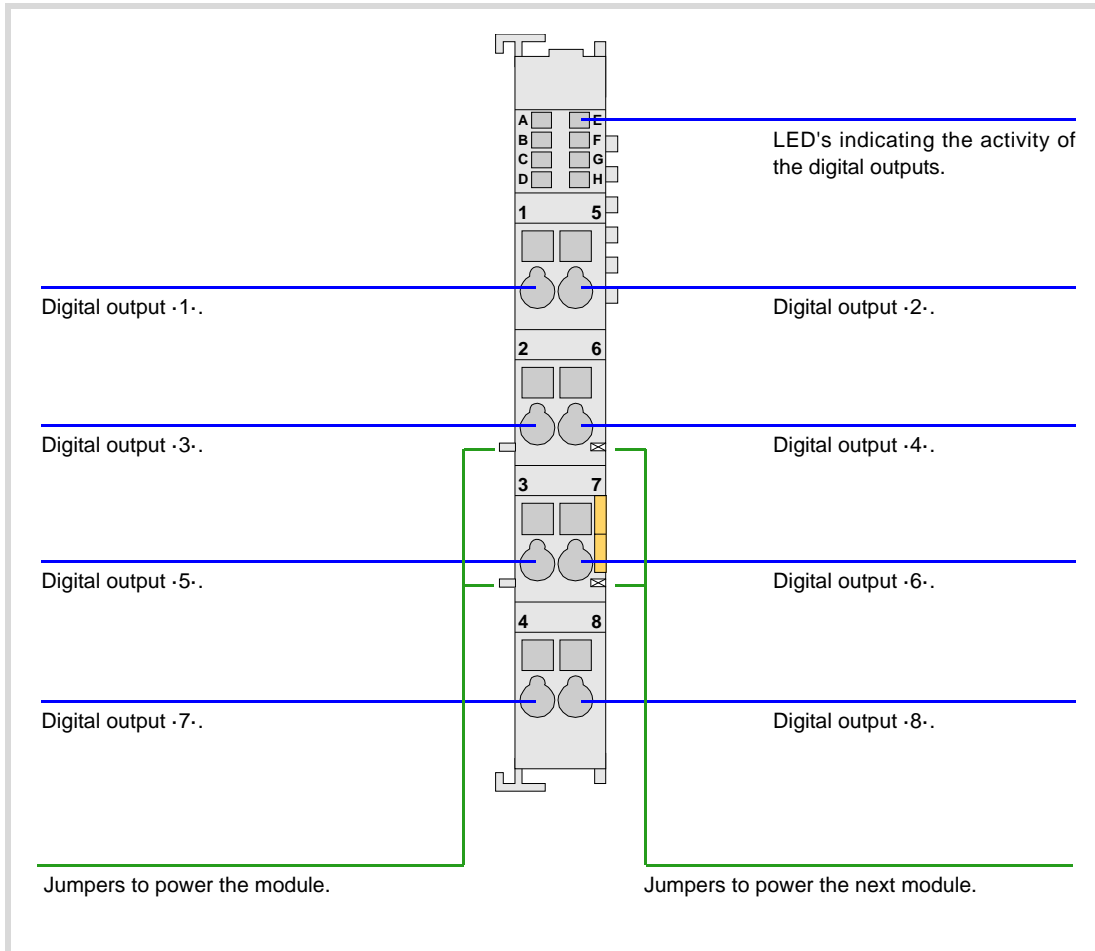 A E
B F
C G
D H
LED's indicating the activity of
the digital outputs.
1 5
Digital output ·1·.
Digital output ·2·.
2 6
Digital output ·3·.
Digital output ·4·.
3 7
Digital output ·5·.
Digital output ·6·.
4 8
Digital output ·7·.
Digital output ·8·.
Jumpers to power the module.
Jumpers to power the next module.